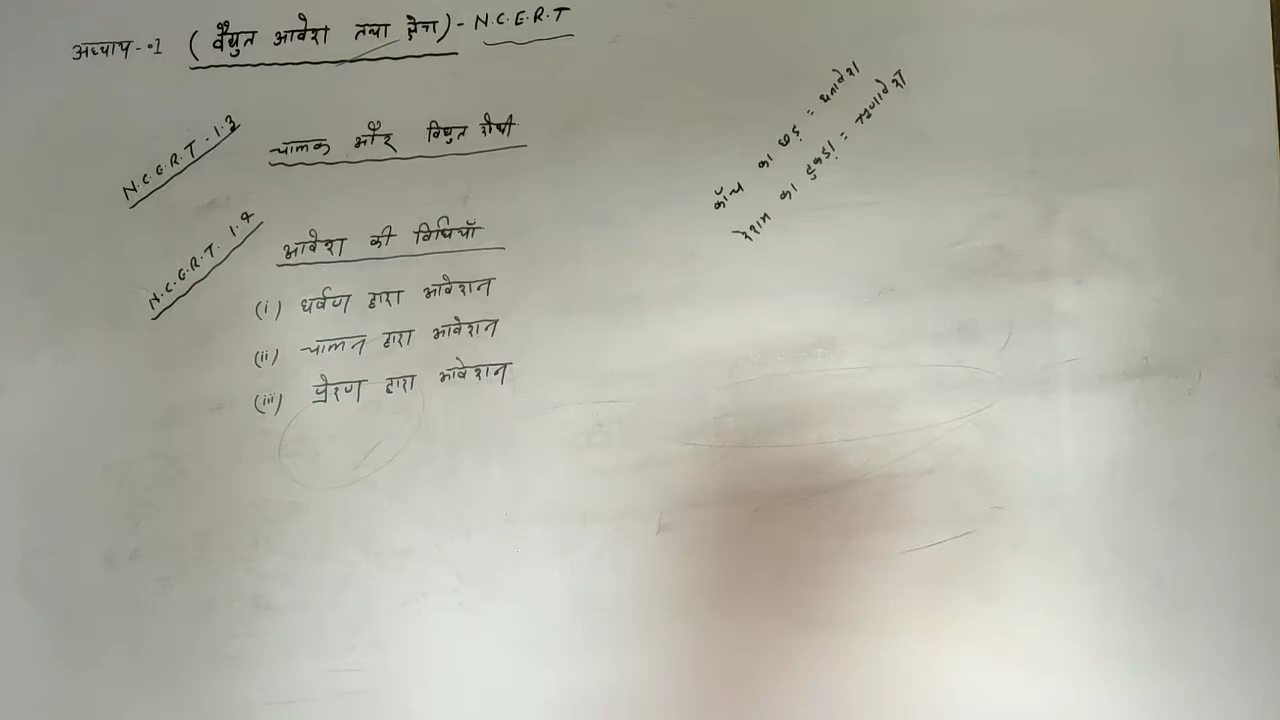 अध्याय-.1 (वैद्युत आवेश तथा क्षेत्र) - N.C.E.R.T
N.C.E.R.T - 1.3
चालक और विद्युत रोधी
N.C.E.R.T. 1.4
आवेश की विधियाँ
(i) घर्षण द्वारा आवेशन
(ii) चालन द्वारा आवेशन
(iii) प्रेरण द्वारा आवेशन
काँच का छड़ = धनावेश
रेशम का टुकड़ा = ऋणावेश